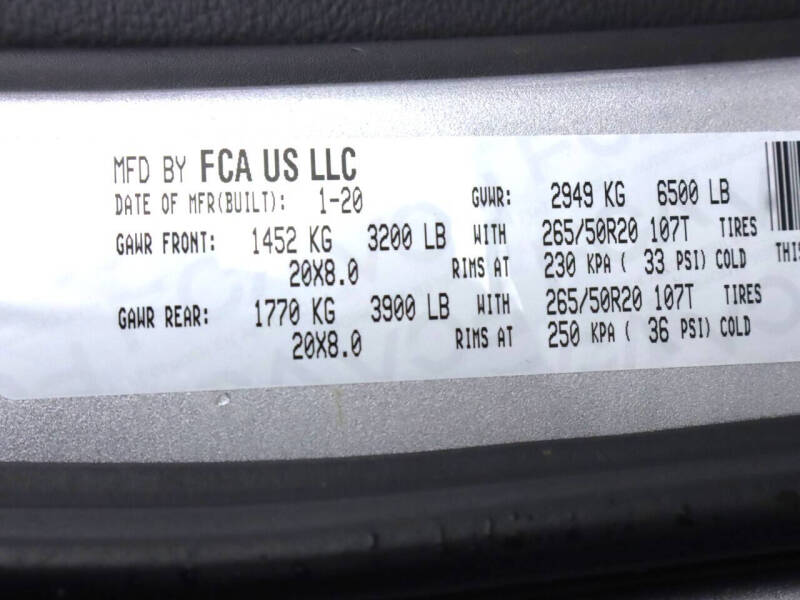 MFD BY FCA US LLC
DATE OF MFR(BUILT): 1-20 GVWR: 2949 KG 6500 LB
GAWR FRONT: 1452 KG 3200 LB WITH 265/50R20 107T TIRES
20X8.0 RIMS AT 230 KPA ( 33 PSI) COLD
GAWR REAR: 1770 KG 3900 LB WITH 265/50R20 107T TIRES
20X8.0 RIMS AT 250 KPA ( 36 PSI) COLD
THIS